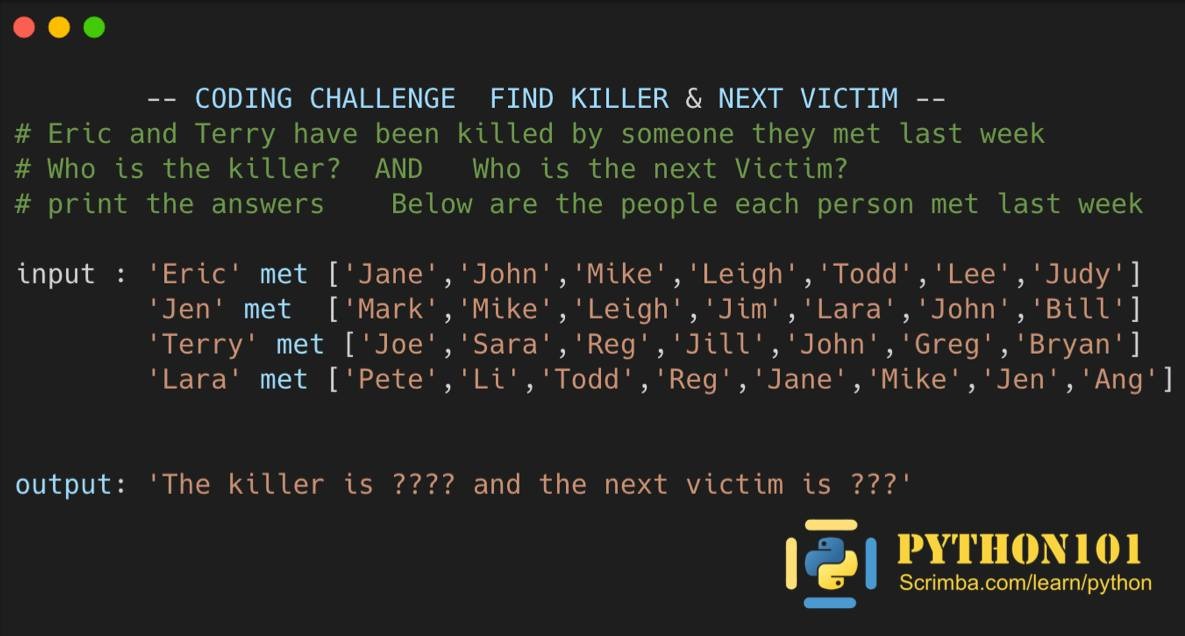 -- CODING CHALLENGE  FIND KILLER & NEXT VICTIM --
# Eric and Terry have been killed by someone they met last week
# Who is the killer?  AND   Who is the next Victim?
# print the answers    Below are the people each person met last week
input : 'Eric' met ['Jane','John','Mike','Leigh','Todd','Lee','Judy']
'Jen' met  ['Mark','Mike','Leigh','Jim','Lara','John','Bill']
'Terry' met ['Joe','Sara','Reg','Jill','John','Greg','Bryan']
'Lara' met ['Pete','Li','Todd','Reg','Jane','Mike','Jen','Ang']
output: 'The killer is ???? and the next victim is ???'
PYTHON101
Scrimba.com/learn/python